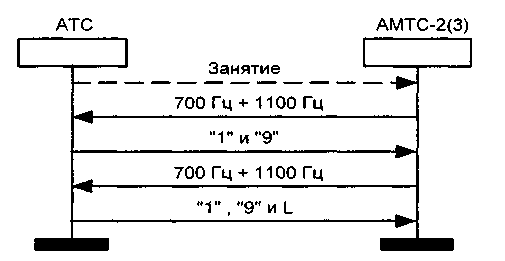 АТС
АМТС-2(3)
Занятие
700 Гц + 1100 Гц
"1" и "9"
700 Гц + 1100 Гц
"1" , "9" и L